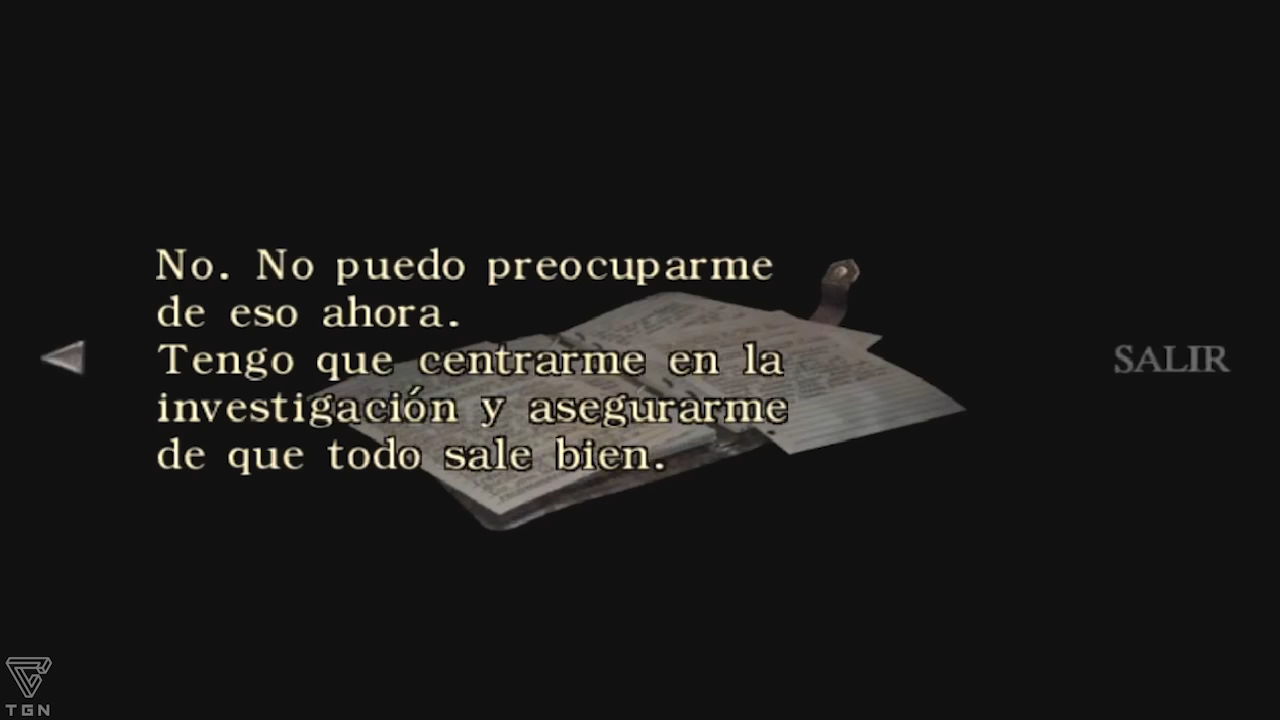 No. No puedo preocuparme
de eso ahora.
Tengo que centrarme en la
investigación y asegurarme
de que todo sale bien.
SALIR
TGN